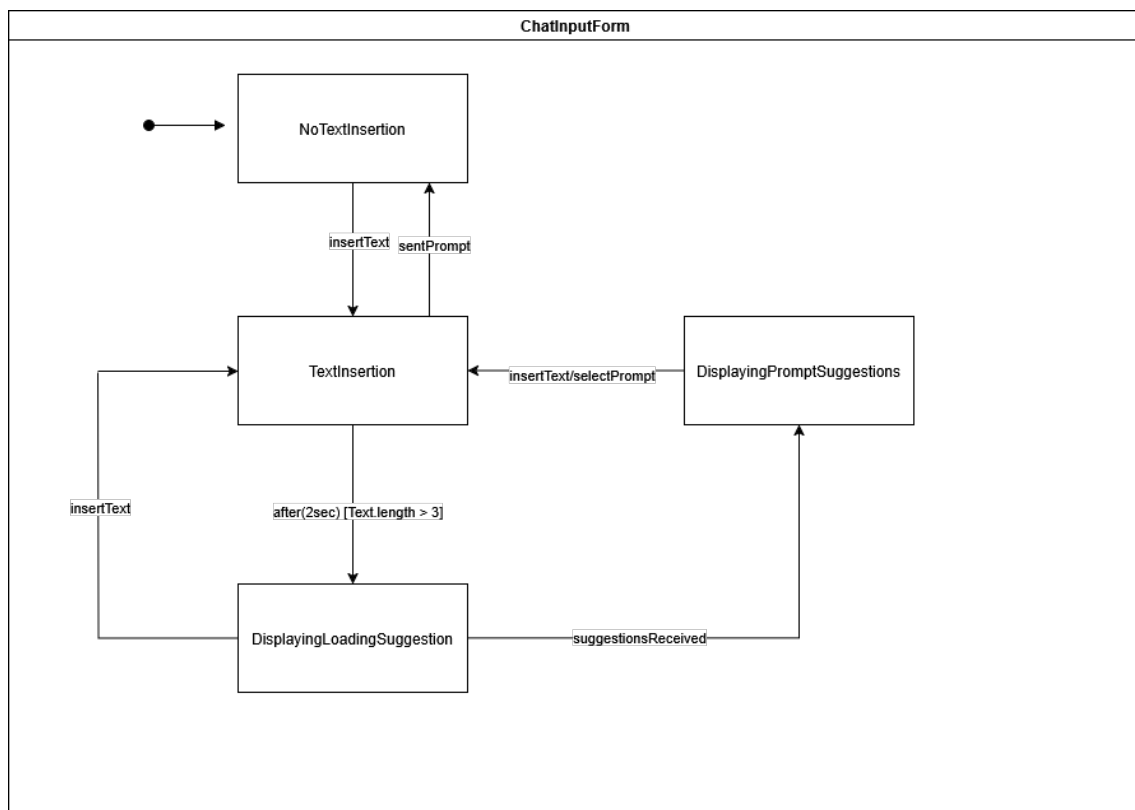 ChatInputForm
NoTextInsertion
insertText
sentPrompt
TextInsertion
insertText/selectPrompt
DisplayingPromptSuggestions
insertText
after(2sec) [Text.length > 3]
DisplayingLoadingSuggestion
suggestionsReceived